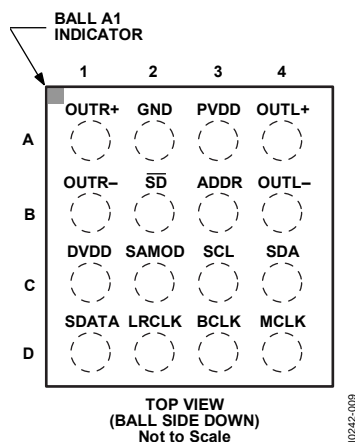 BALL A1
INDICATOR
1 2 3 4
OUTR+ GND PVDD OUTL+
A
OUTR– S̅D̅ ADDR OUTL–
B
DVDD SAMOD SCL SDA
C
SDATA LRCLK BCLK MCLK
D
TOP VIEW
(BALL SIDE DOWN)
Not to Scale
10242-009